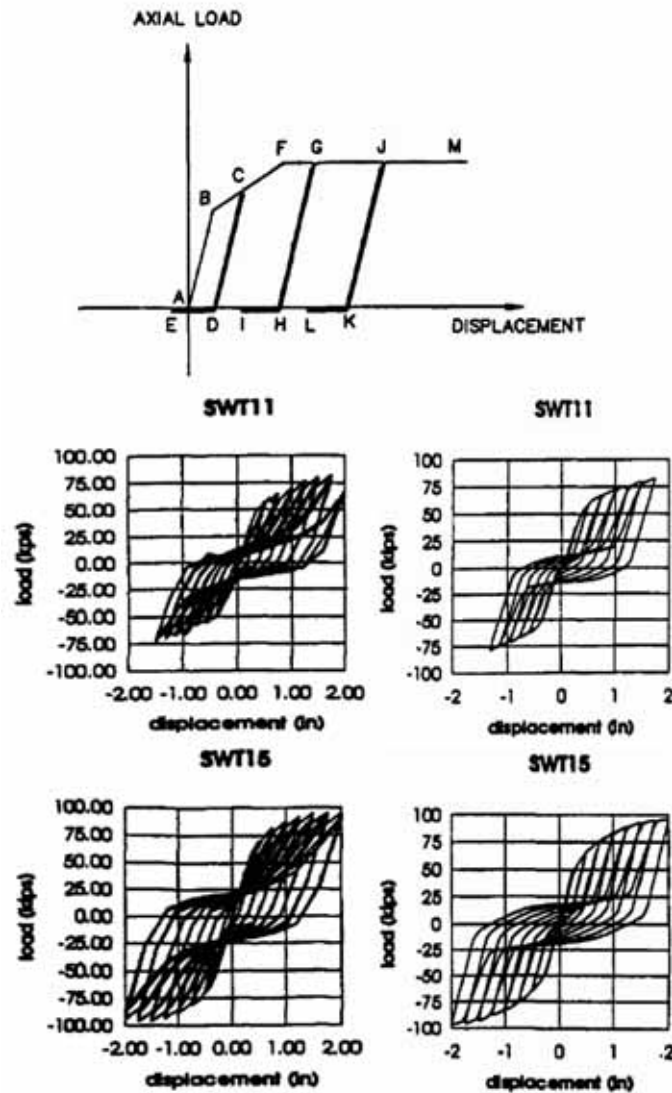 AXIAL LOAD
F G J M
C
B
A
E D I H L K DISPLACEMENT
SWT11
SWT11
100.00
75.00
50.00
25.00
0.00
-25.00
-50.00
-75.00
-100.00
load (kips)
-2.00 -1.00 0.00 1.00 2.00
displacement (in)
100
75
50
25
0
-25
-50
-75
-100
load (kips)
-2 -1 0 1 2
displacement (in)
SWT15
SWT15
100.00
75.00
50.00
25.00
0.00
-25.00
-50.00
-75.00
-100.00
load (kips)
-2.00 -1.00 0.00 1.00 2.00
displacement (in)
100
75
50
25
0
-25
-50
-75
-100
load (kips)
-2 -1 0 1 2
displacement (in)